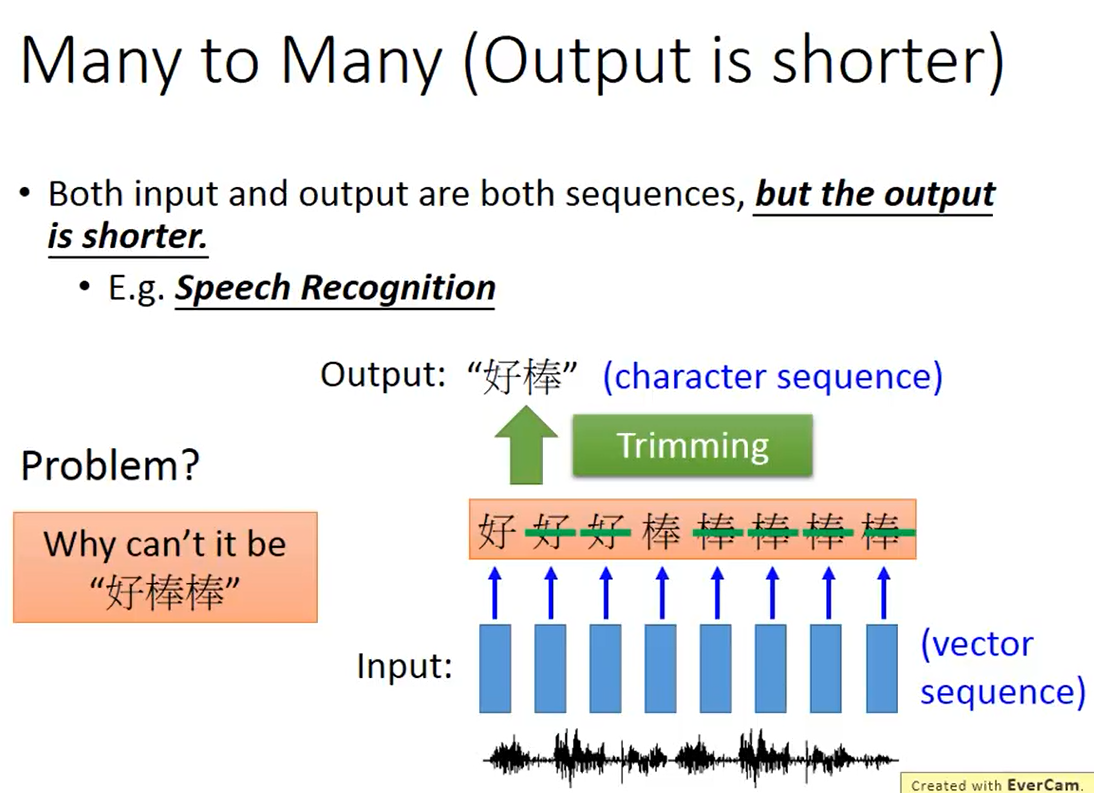 Many to Many (Output is shorter)
• Both input and output are both sequences, but the output
is shorter.
• E.g. Speech Recognition
Output: “好棒” (character sequence)
Trimming
Problem?
Why can’t it be
“好棒棒”
好 好 好 棒 棒 棒 棒 棒
Input:
(vector
sequence)
Created with EverCam.